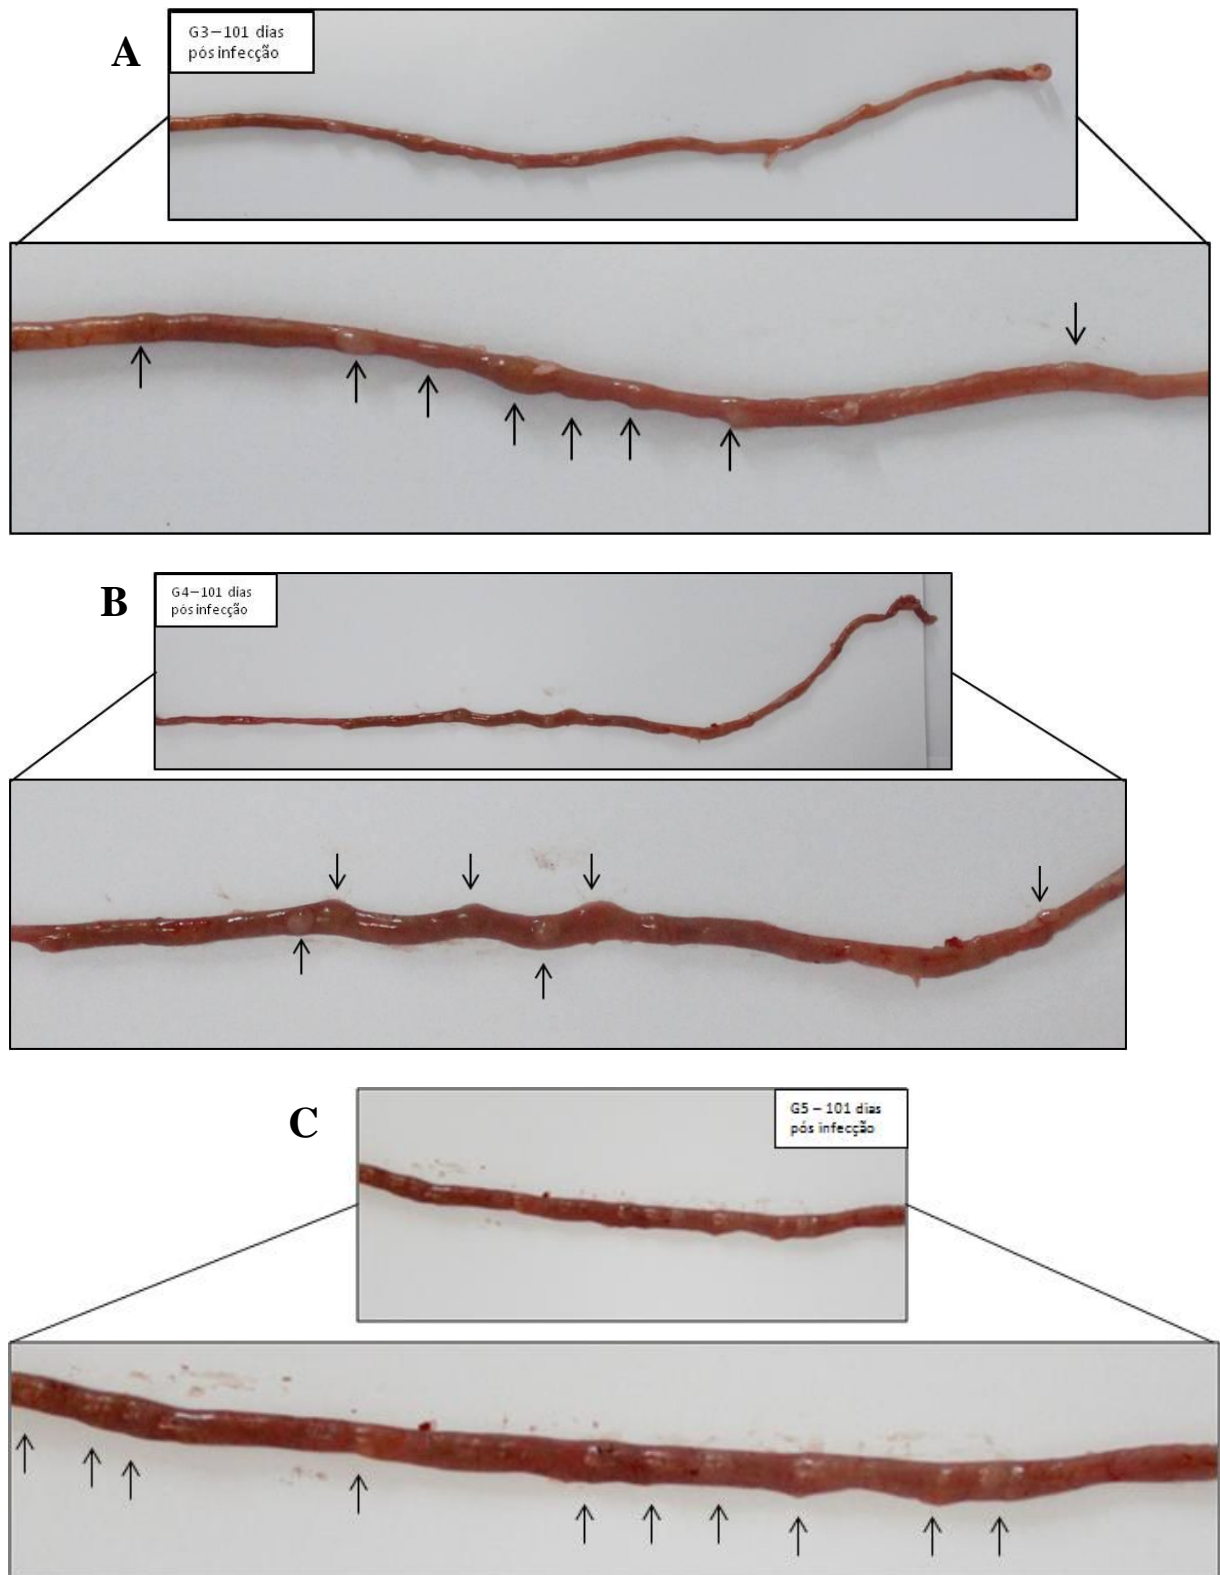 A
G3–101 dias
pós infecção
B
G4–101 dias
pós infecção
C
G5 – 101 dias
pós infecção